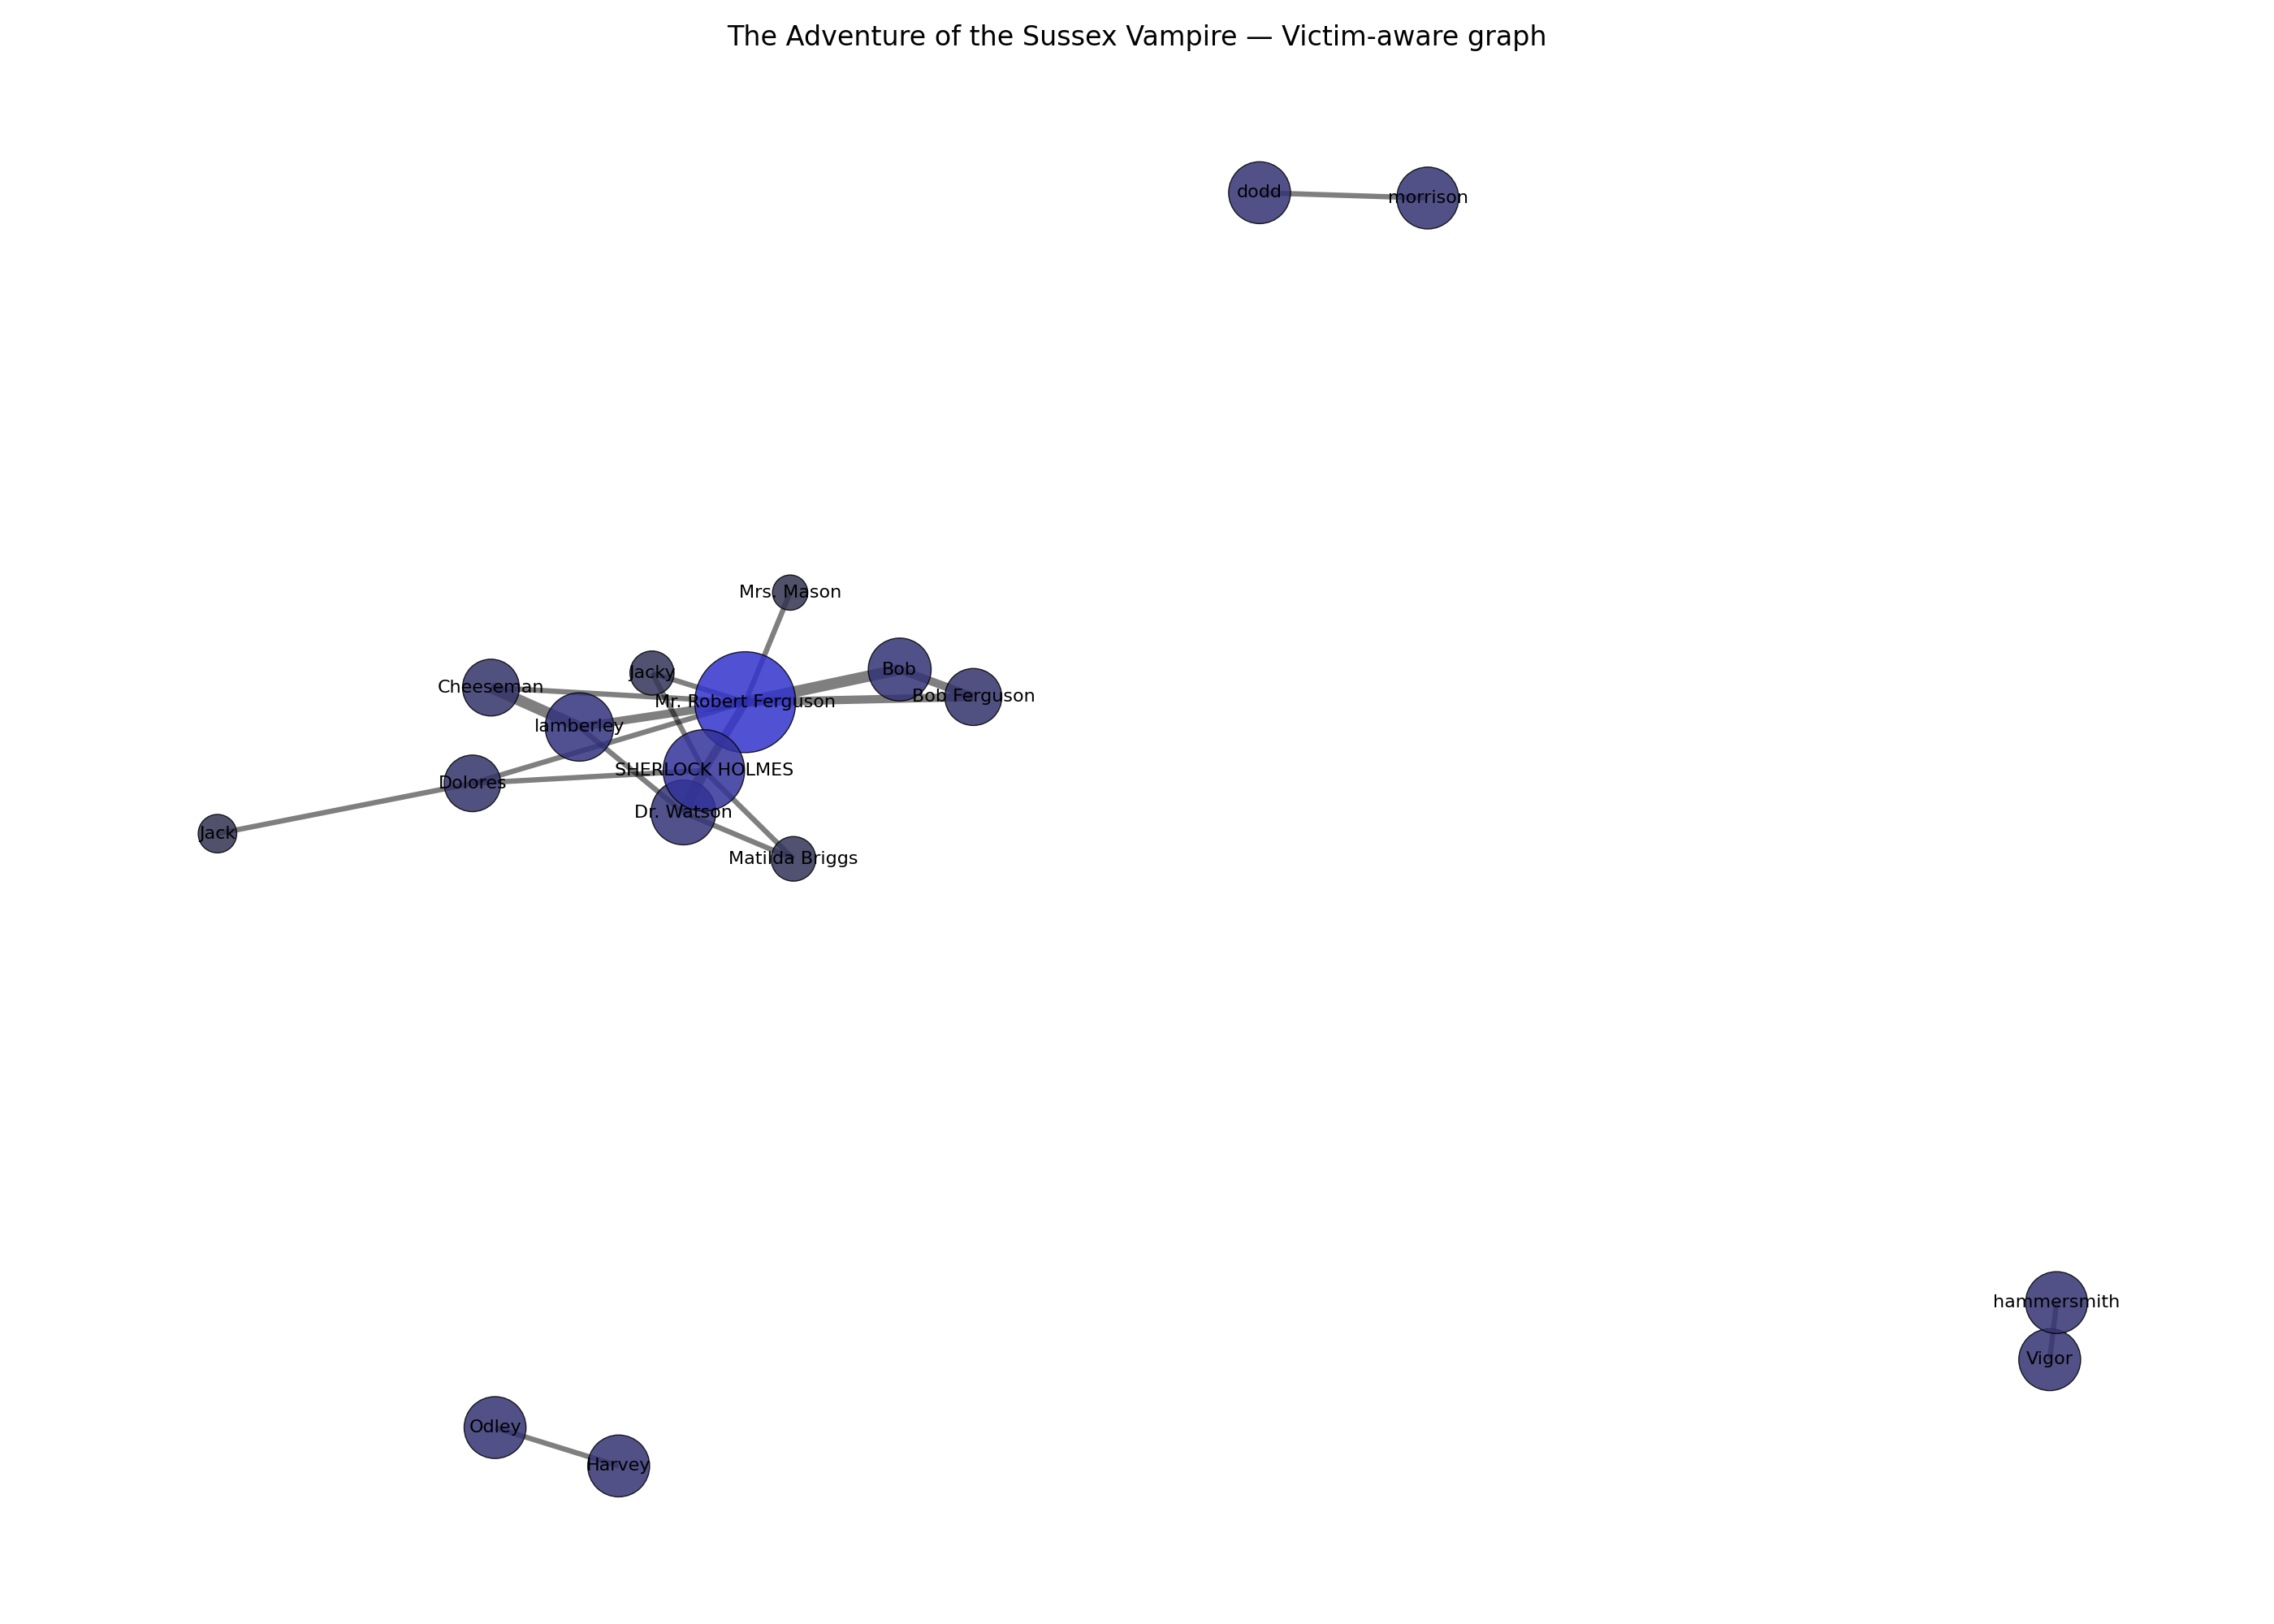 The Adventure of the Sussex Vampire — Victim-aware graph
dodd
morrison
Mrs. Mason
Jacky
Bob
Cheeseman
Bob Ferguson
Mr. Robert Ferguson
lamberley
SHERLOCK HOLMES
Dolores
Dr. Watson
Jack
Matilda Briggs
hammersmith
Vigor
Odley
Harvey